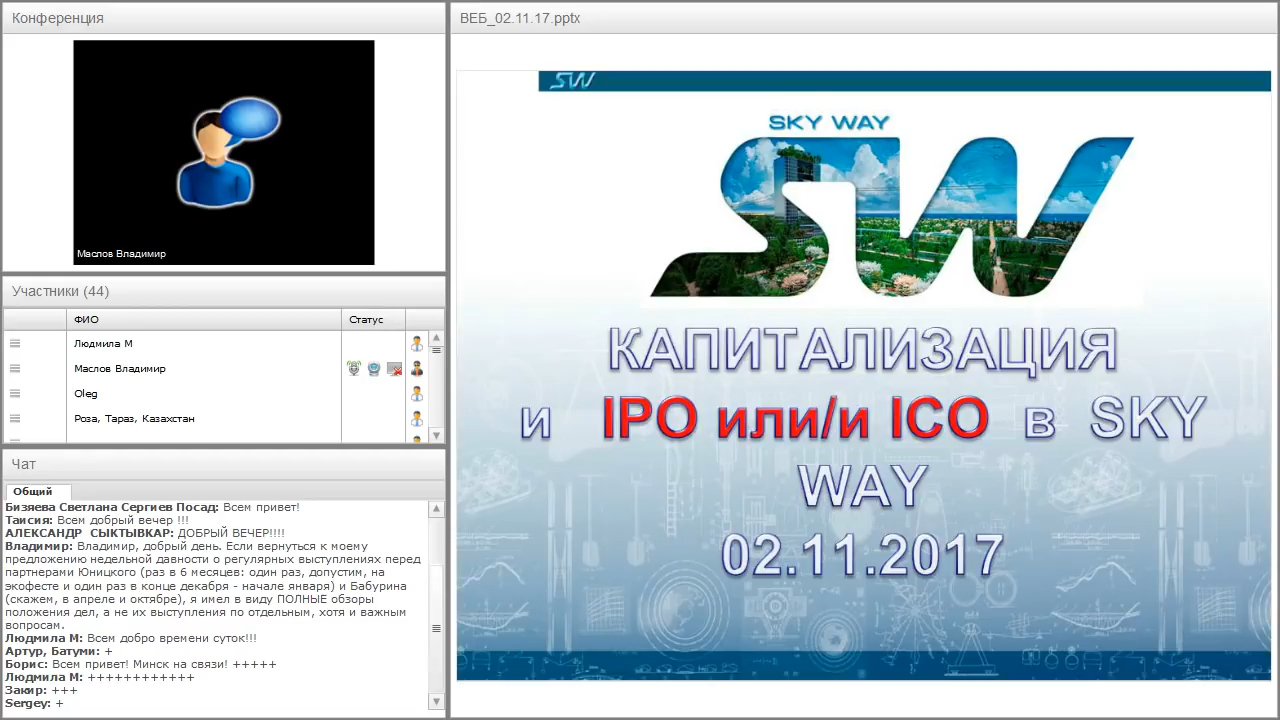 Конференция
Маслов Владимир
Участники (44)
ФИО Статус
Людмила М
Маслов Владимир
Oleg
Роза, Тараз, Казахстан
Чат
Общий
Бизяева Светлана Сергиев Посад: Всем привет!
Таисия: Всем добрый вечер !!!
АЛЕКСАНДР СЫКТЫВКАР: ДОБРЫЙ ВЕЧЕР!!!!
Владимир: Владимир, добрый день. Если вернуться к моему
предложению недельной давности о регулярных выступлениях перед
партнерами Юницкого (раз в 6 месяцев: один раз, допустим, на
экофесте и один раз в конце декабря - начале января) и Бабурина
(скажем, в апреле и октябре), я имел в виду ПОЛНЫЕ обзоры
положения дел, а не их выступления по отдельным, хотя и важным
вопросам.
Людмила М: Всем добро времени суток!!!
Артур, Батуми: +
Борис: Всем привет! Минск на связи! +++++
Людмила М: ++++++++++++
Закир: +++
Sergey: +
ВЕБ_02.11.17.pptx
SW
SKY WAY
SW
КАПИТАЛИЗАЦИЯ
и IPO или/и ICO в SKY
WAY
02.11.2017